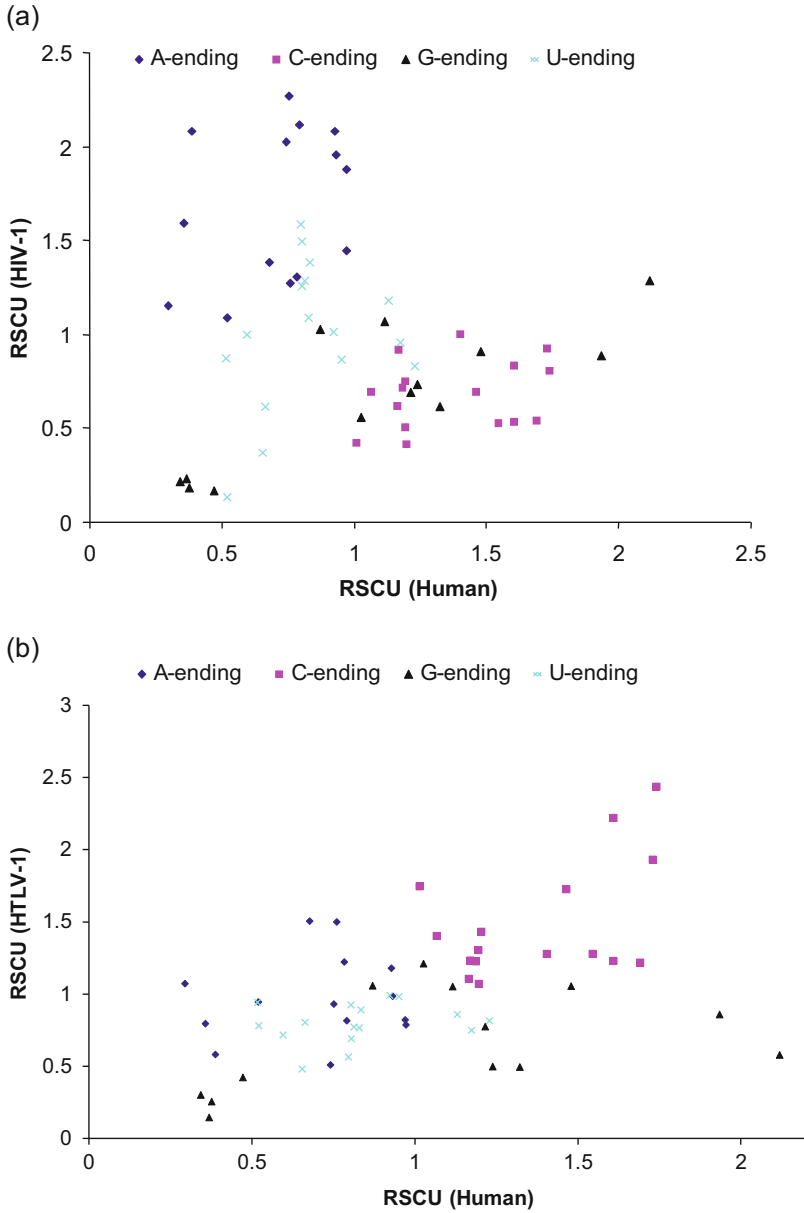 (a)
A-ending C-ending G-ending U-ending
2.5
2
1.5
1
0.5
0
RSCU (HIV-1)
0 0.5 1 1.5 2 2.5
RSCU (Human)
(b)
A-ending C-ending G-ending U-ending
3
2.5
2
1.5
1
0.5
0
RSCU (HTLV-1)
0 0.5 1 1.5 2
RSCU (Human)